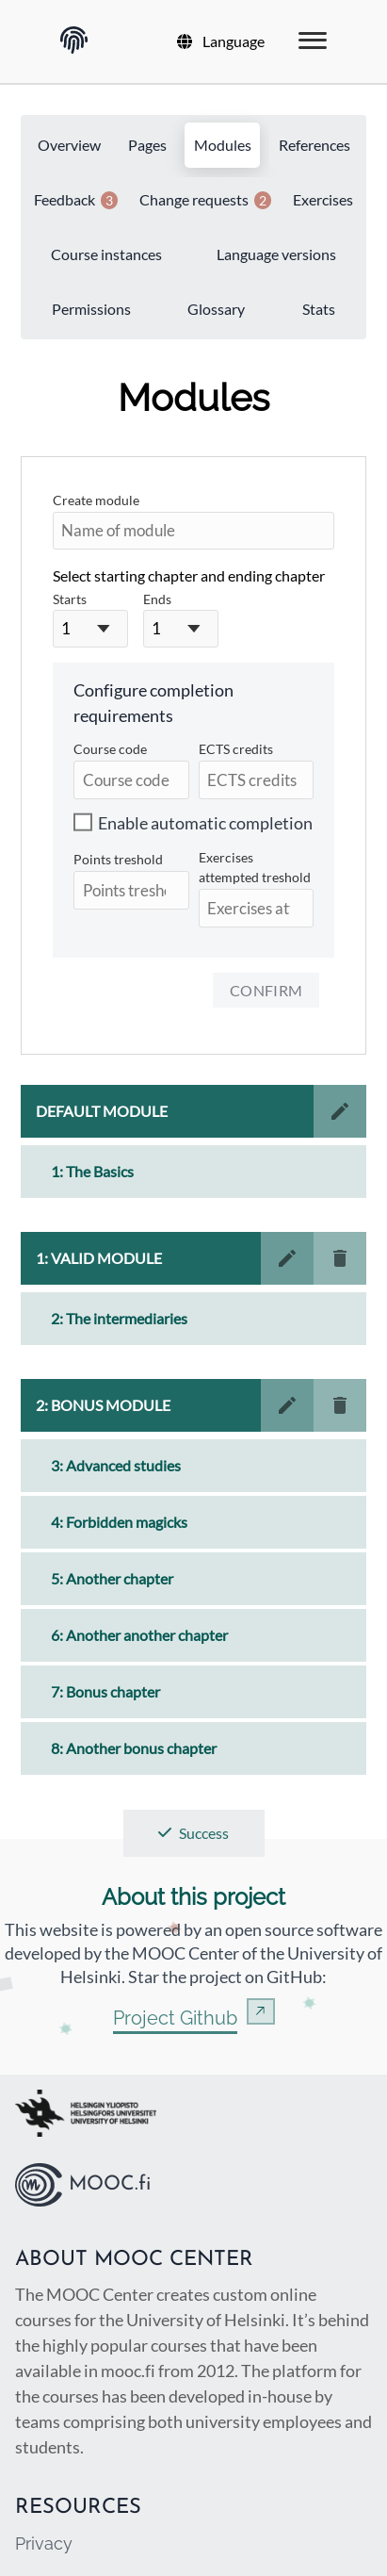 Language
Overview
Pages
Modules
References
Feedback 3
Change requests 2
Exercises
Course instances
Language versions
Permissions
Glossary
Stats
Modules
Create module
Name of module
Select starting chapter and ending chapter
Starts
Ends
1
1
Configure completion
requirements
Course code
ECTS credits
Course code
ECTS credits
Enable automatic completion
Points treshold
Exercises
attempted treshold
Points tresho
Exercises at
CONFIRM
DEFAULT MODULE
1: The Basics
1: VALID MODULE
2: The intermediaries
2: BONUS MODULE
3: Advanced studies
4: Forbidden magicks
5: Another chapter
6: Another another chapter
7: Bonus chapter
8: Another bonus chapter
Success
About this project
This website is powered by an open source software
developed by the MOOC Center of the University of
Helsinki. Star the project on GitHub:
Project Github
HELSINGIN YLIOPISTO
HELSINGFORS UNIVERSITET
UNIVERSITY OF HELSINKI
MOOC.fi
ABOUT MOOC CENTER
The MOOC Center creates custom online
courses for the University of Helsinki. It’s behind
the highly popular courses that have been
available in mooc.fi from 2012. The platform for
the courses has been developed in-house by
teams comprising both university employees and
students.
RESOURCES
Privacy